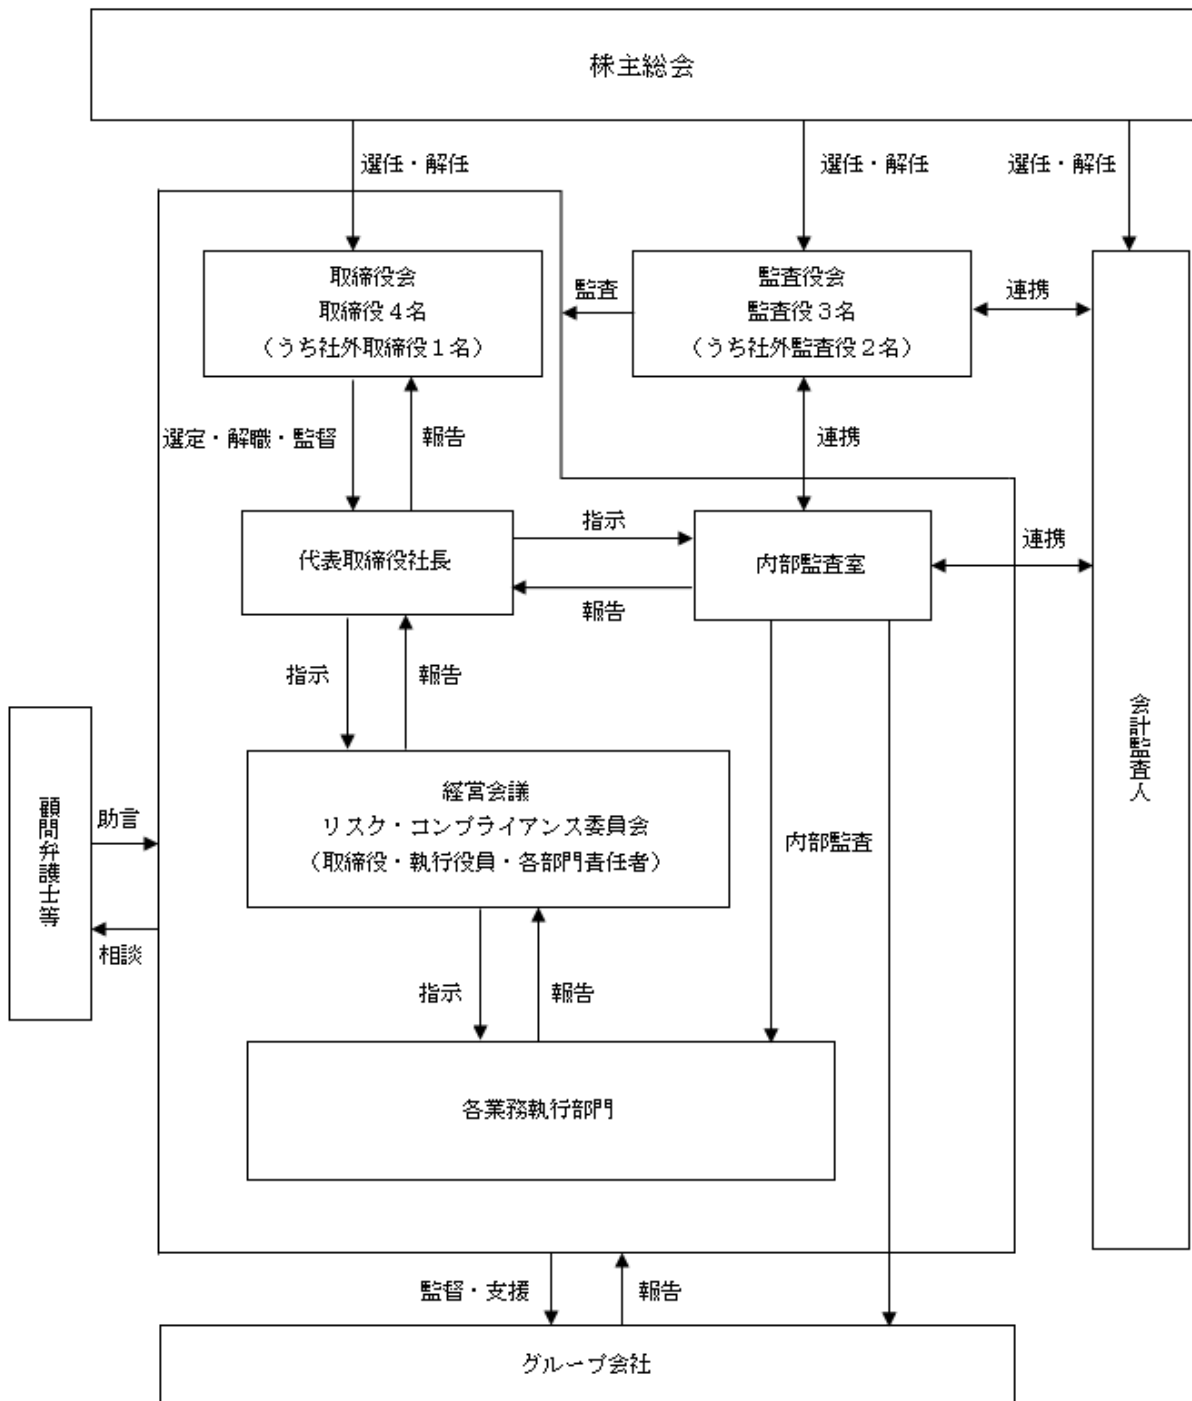 株主総会
選任・解任
選任・解任
選任・解任
取締役会
取締役４名
（うち社外取締役１名）
監査
監査役会
監査役３名
（うち社外監査役２名）
連携
選定・解職・監督
報告
連携
代表取締役社長
指示
報告
内部監査室
連携
指示
報告
会計監査人
顧問弁護士等
助言
相談
経営会議
リスク・コンプライアンス委員会
（取締役・執行役員・各部門責任者）
内部監査
指示
報告
各業務執行部門
監督・支援
報告
グループ会社